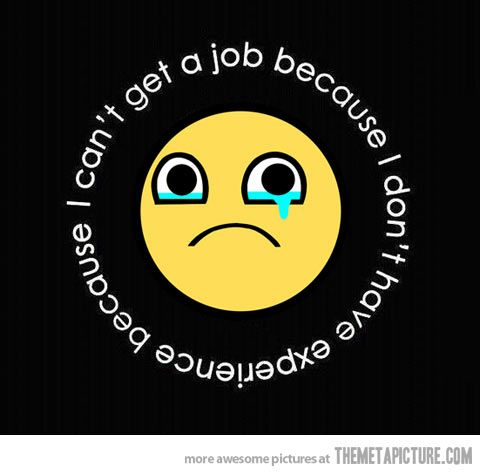 I can't get a job because I don't have experience because
more awesome pictures at THEMETAPICTURE.COM